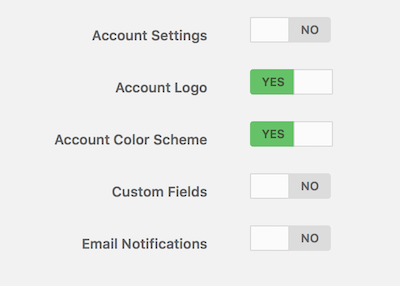 Account Settings NO
Account Logo YES
Account Color Scheme YES
Custom Fields NO
Email Notifications NO